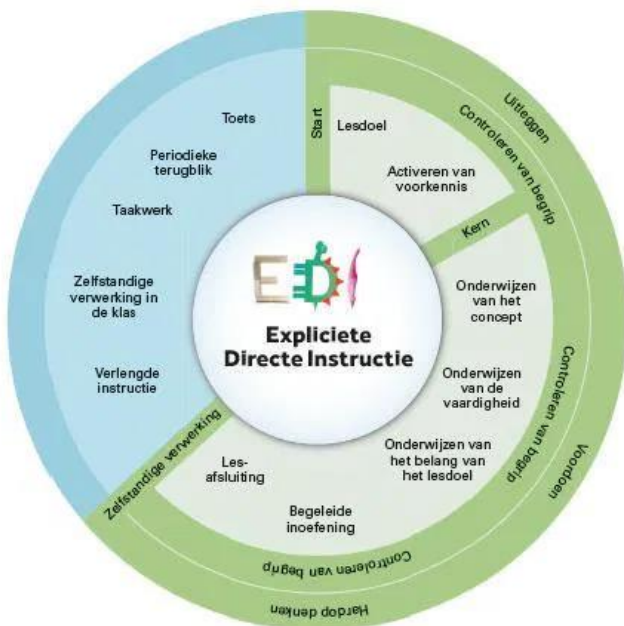 Uitleggen
Controleren van begrip
Start
Lesdoel
Activeren van
voorkennis
Kern
Onderwijzen
van het
concept
Onderwijzen
van de
vaardigheid
Onderwijzen van
het belang van
het lesdoel
Controleren van begrip
Voordoen
Begeleide
inoefening
Les-
afsluiting
Controleren van begrip
Hardop denken
Zelfstandige verwerking
Verlengde
instructie
Zelfstandige
verwerking in
de klas
Taakwerk
Periodieke
terugblik
Toets
EDI
Expliciete
Directe Instructie